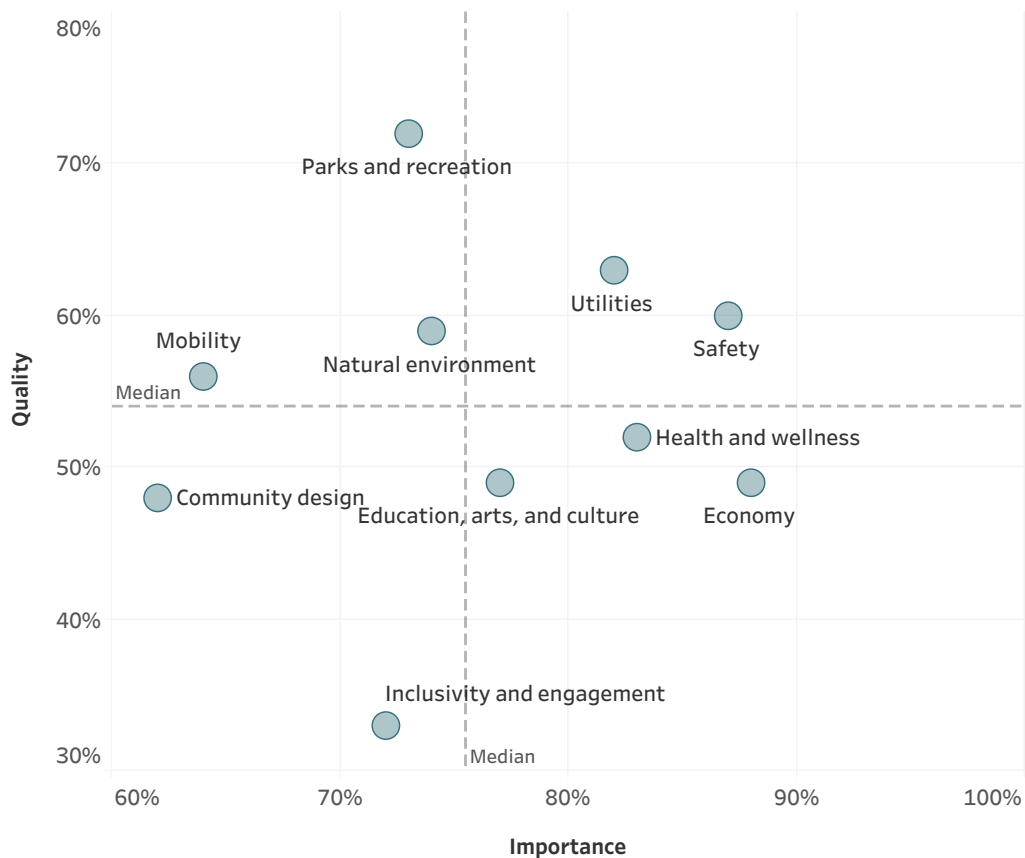 80%
Parks and recreation
70%
Utilities
60%
Safety
Mobility
Natural environment
Quality
Median
Health and wellness
50%
Community design
Education, arts, and culture
Economy
40%
Inclusivity and engagement
30%
Median
60%
70%
80%
90%
100%
Importance